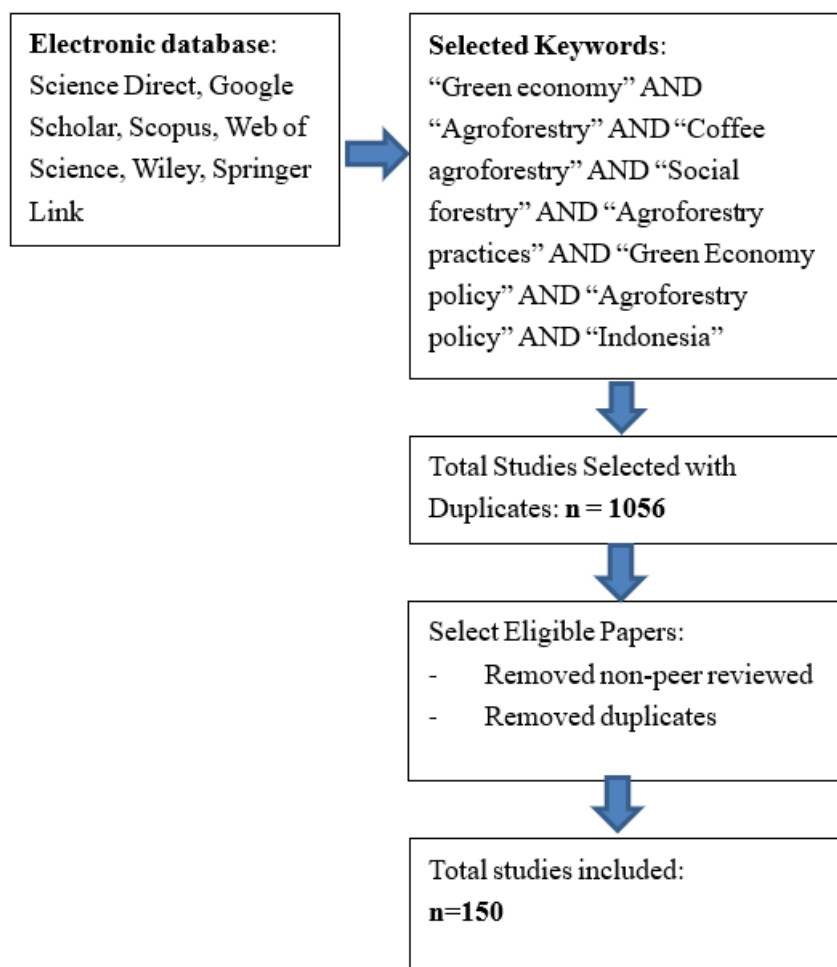 Electronic database:
Science Direct, Google
Scholar, Scopus, Web of
Science, Wiley, Springer
Link
Selected Keywords:
“Green economy” AND
“Agroforestry” AND “Coffee
agroforestry” AND “Social
forestry” AND “Agroforestry
practices” AND “Green Economy
policy” AND “Agroforestry
policy” AND “Indonesia”
Total Studies Selected with
Duplicates: n = 1056
Select Eligible Papers:
- Removed non-peer reviewed
- Removed duplicates
Total studies included:
n=150